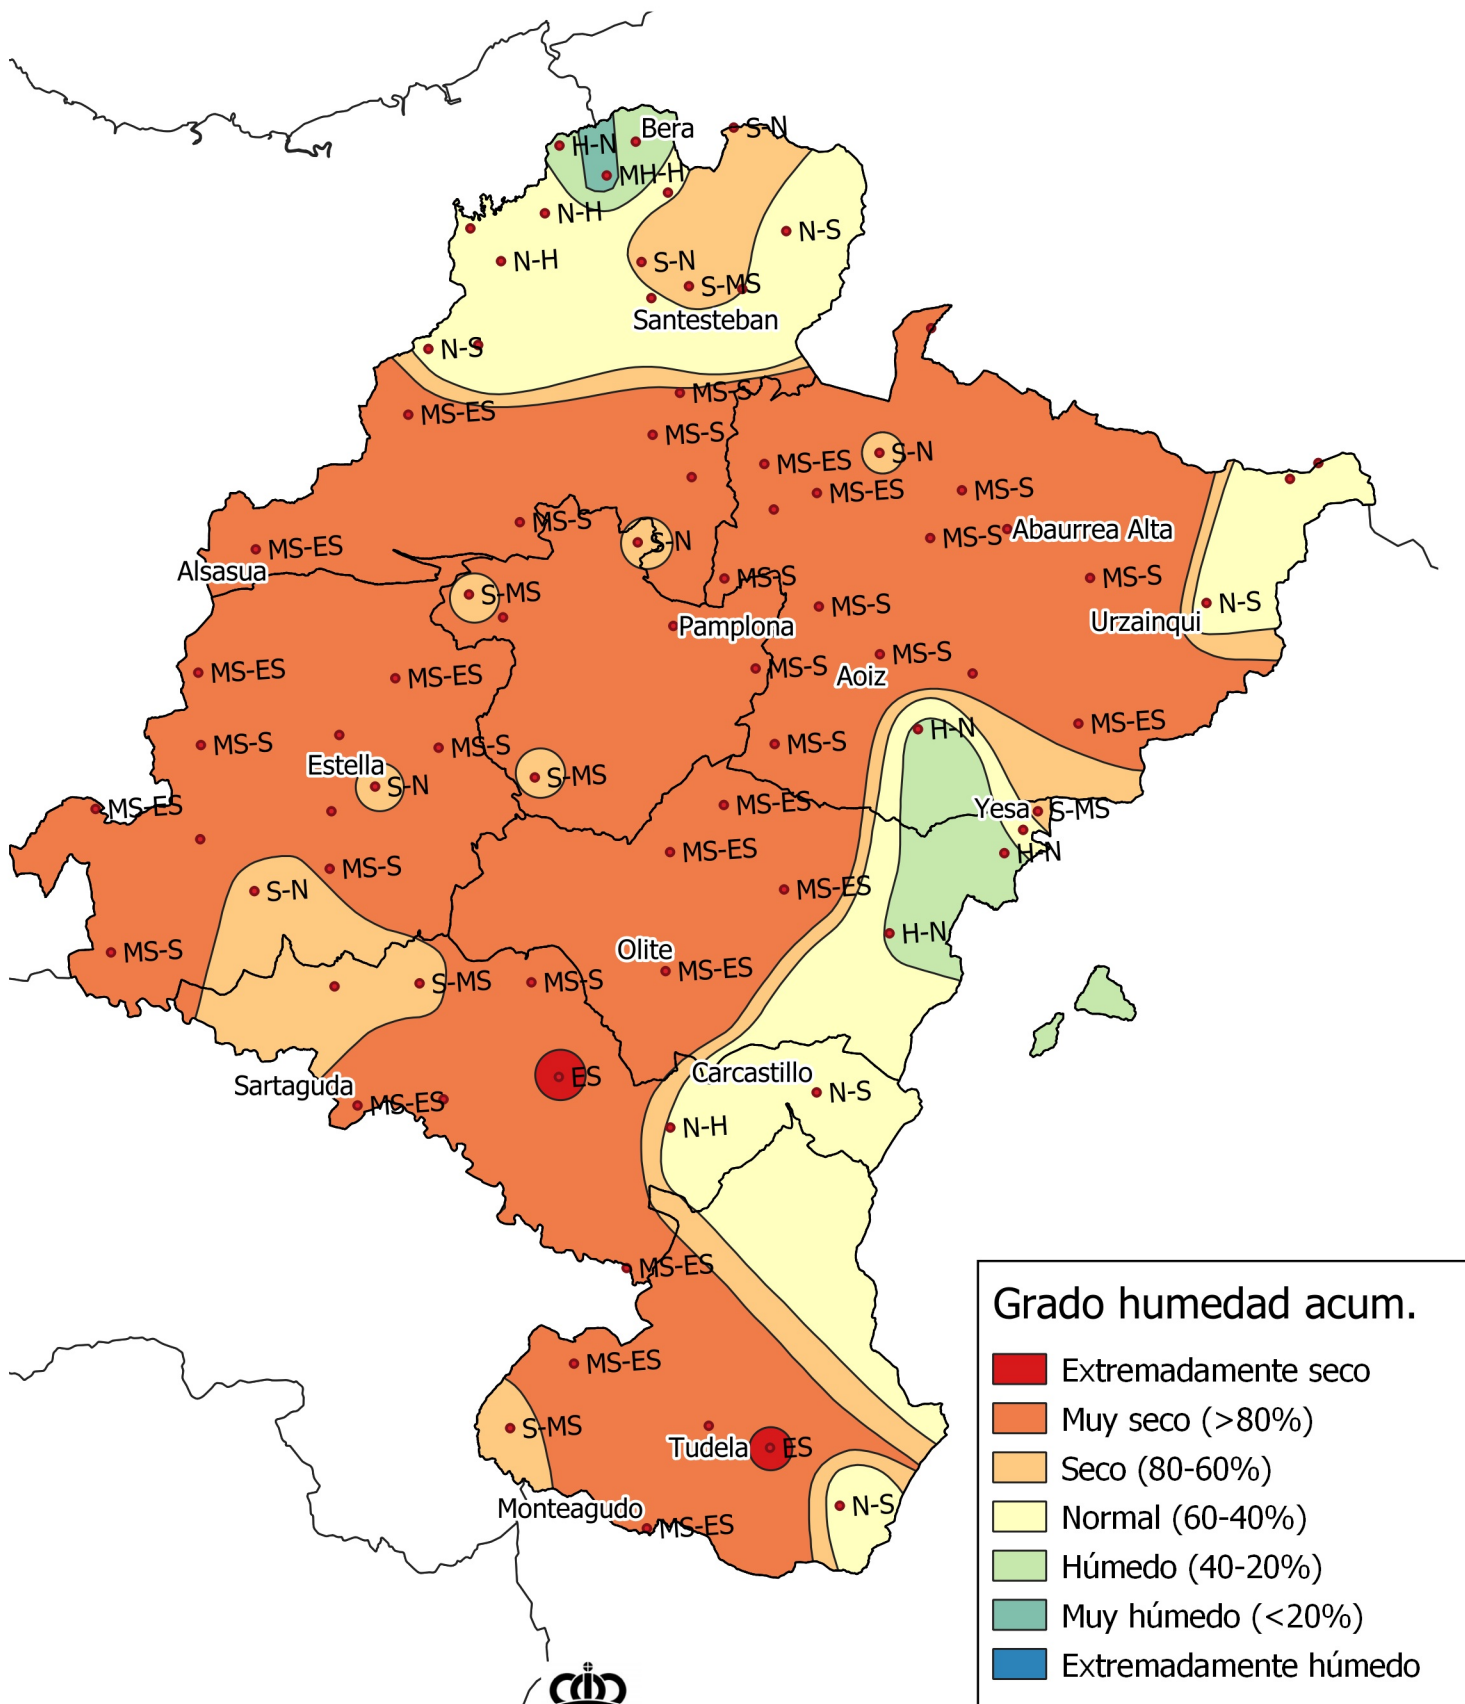 Bera
S-N
H-N
MH-H
N-H
N-S
N-H
S-N
S-MS
Santesteban
N-S
MS-S
MS-ES
MS-S
S-N
MS-ES
MS-ES
MS-S
MS-S
Abaurrea Alta
MS-S
S-N
MS-ES
Alsasua
MS-S
MS-S
S-MS
N-S
MS-S
Urzainqui
Pamplona
MS-S
MS-S
Aoiz
MS-ES
MS-ES
MS-ES
H-N
MS-S
MS-S
MS-S
Estella
S-MS
S-N
MS-ES
MS-ES
Yesa
S-MS
MS-ES
H-N
MS-S
MS-ES
S-N
H-N
Olite
MS-S
MS-ES
S-MS
MS-S
Carcastillo
ES
Sartaguda
N-S
MS-ES
N-H
MS-ES
MS-ES
S-MS
Tudela
ES
Monteagudo
N-S
MS-ES
Grado humedad acum.
Extremadamente seco
Muy seco (>80%)
Seco (80-60%)
Normal (60-40%)
Húmedo (40-20%)
Muy húmedo (<20%)
Extremadamente húmedo